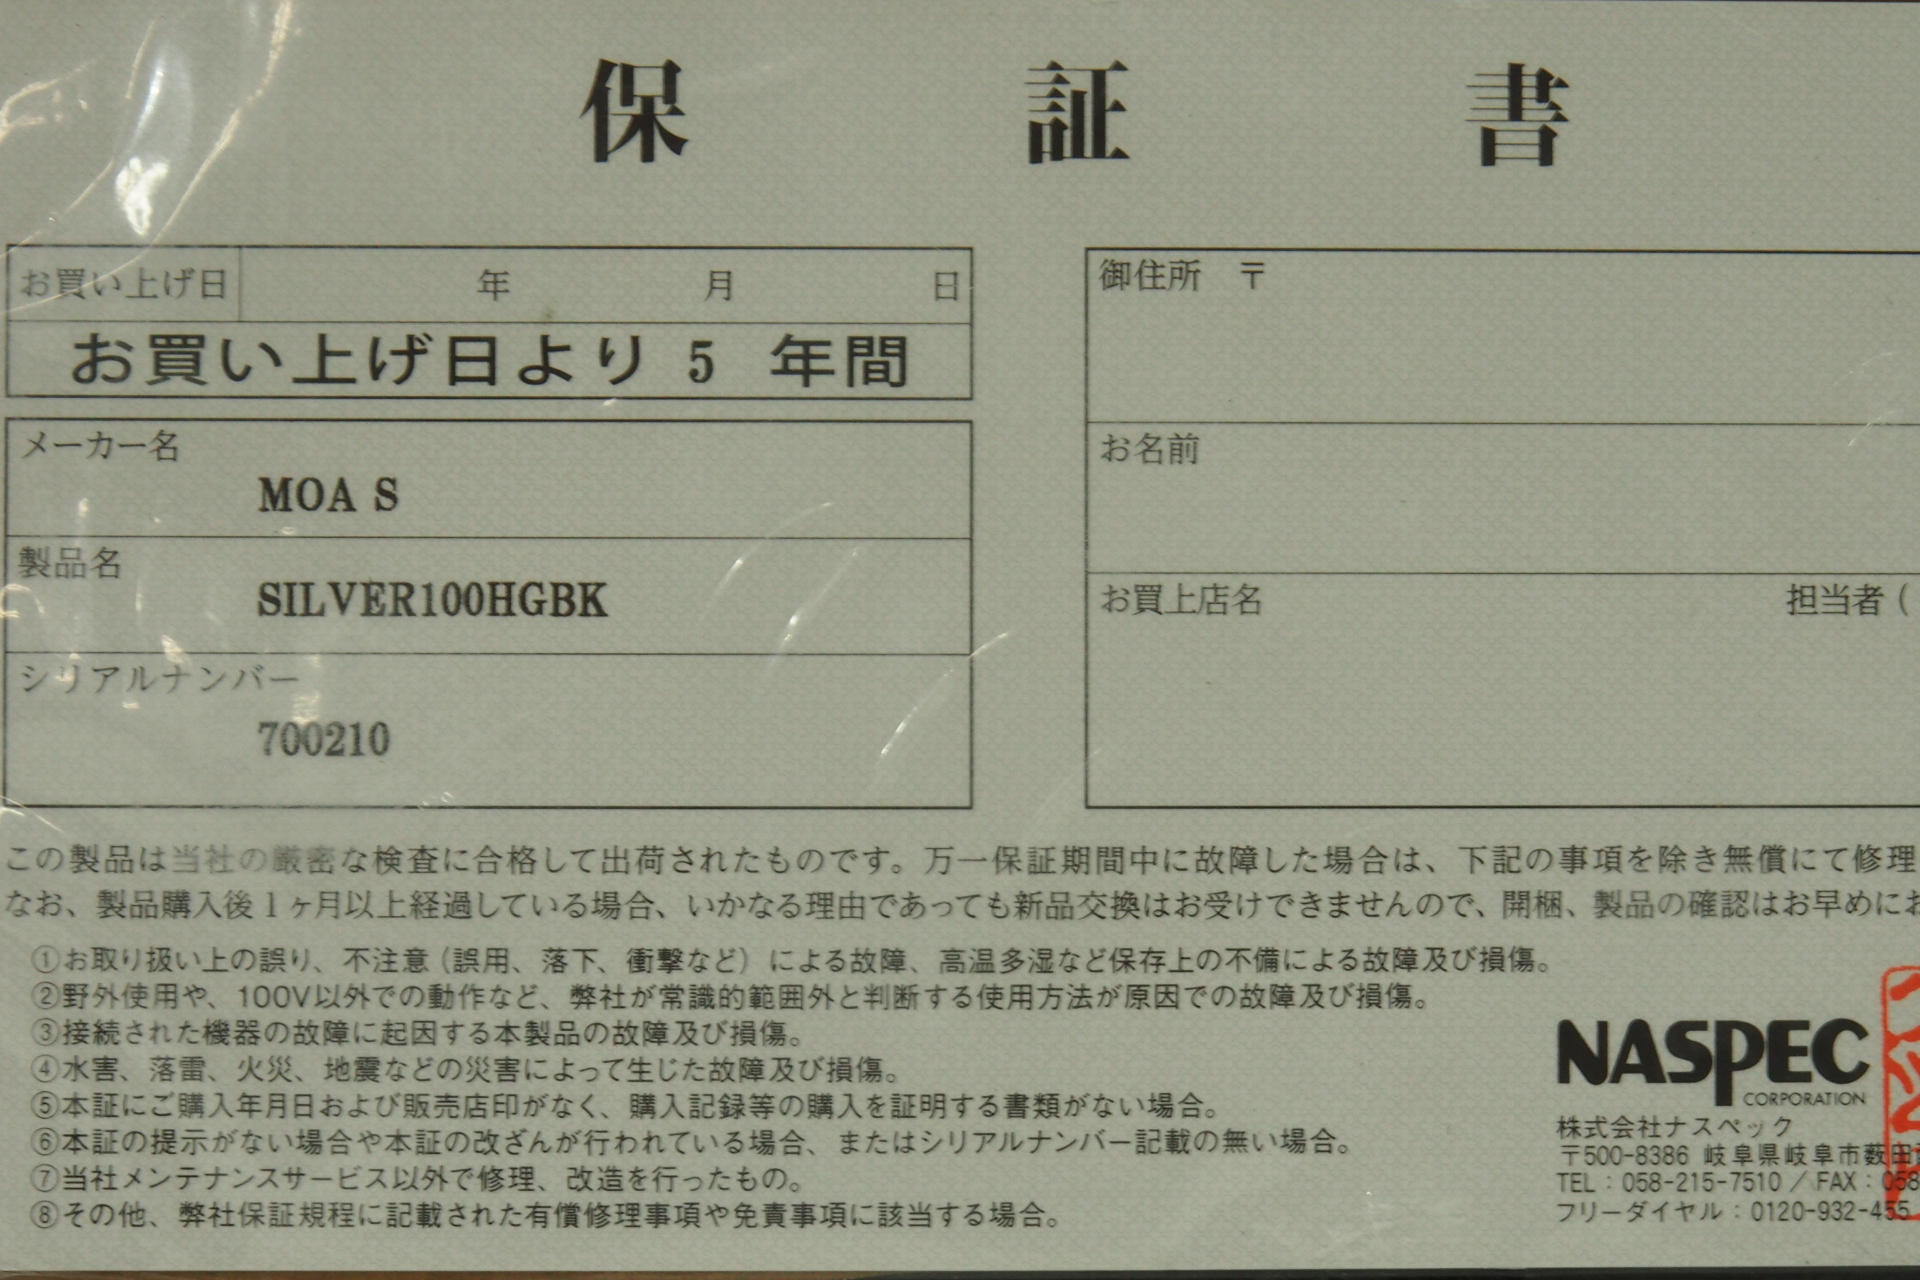 保証書
お買い上げ日 年 月 日
お買い上げ日より 5 年間
メーカー名
MOA S
製品名
SILVER100HGBK
シリアルナンバー
700210
御住所 〒
お名前
お買上店名 担当者 (
この製品は当社の厳密な検査に合格して出荷されたものです。万一保証期間中に故障した場合は、下記の事項を除き無償にて修理
なお、製品購入後1ヶ月以上経過している場合、いかなる理由であっても新品交換はお受けできませんので、開梱、製品の確認はお早めにお
①お取り扱い上の誤り、不注意(誤用、落下、衝撃など)による故障、高温多湿など保存上の不備による故障及び損傷。
②野外使用や、100V以外での動作など、弊社が常識的範囲外と判断する使用方法が原因での故障及び損傷。
③接続された機器の故障に起因する本製品の故障及び損傷。
④水害、落雷、火災、地震などの災害によって生じた故障及び損傷。
⑤本証にご購入年月日および販売店印がなく、購入記録等の購入を証明する書類がない場合。
⑥本証の提示がない場合や本証の改ざんが行われている場合、またはシリアルナンバー記載の無い場合。
⑦当社メンテナンスサービス以外で修理、改造を行ったもの。
⑧その他、弊社保証規程に記載された有償修理事項や免責事項に該当する場合。
NASPEC
CORPORATION
株式会社ナスペック
〒500-8386 岐阜県岐阜市薮田
TEL:058-215-7510/FAX:058
フリーダイヤル:0120-932-455